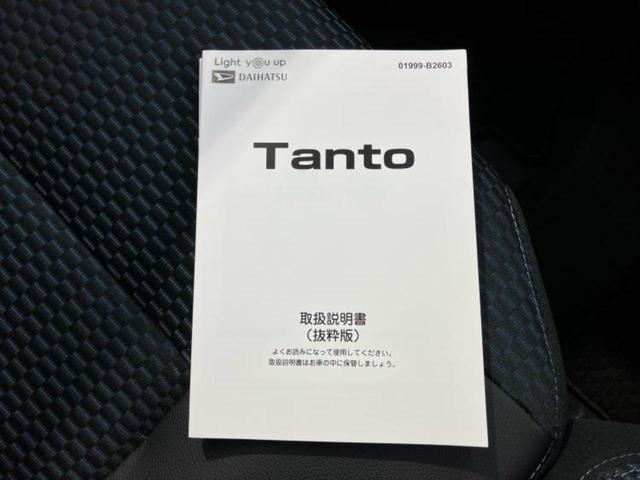 Light y@u up
DAIHATSU
01999-B2603
Tanto
取扱説明書
（抜粋版）
よくお読みになって使用してください。
取扱説明書はお車の中に保管しましょう。